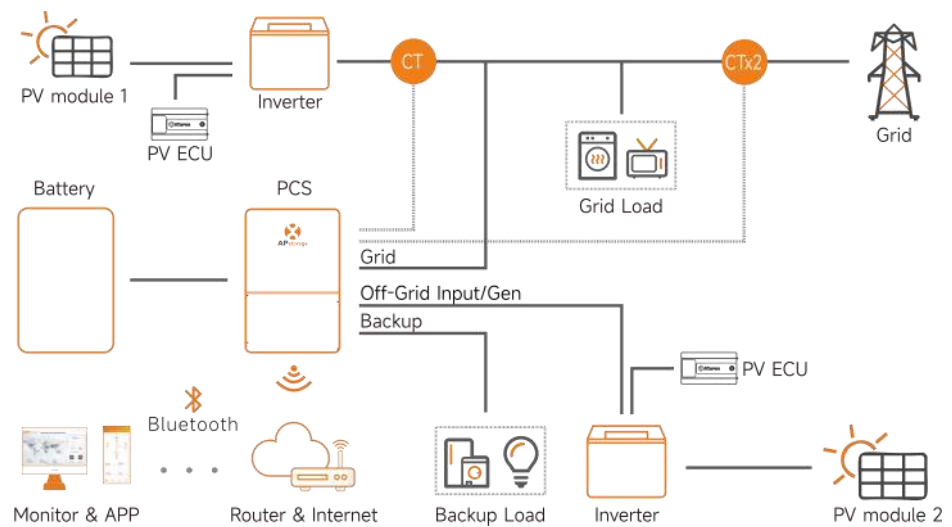 CT
CTx2
PV module 1
Inverter
PV ECU
Grid
Grid Load
Battery
PCS
APstorage
Grid
Off-Grid Input/Gen
Backup
PV ECU
Bluetooth
Monitor & APP
Router & Internet
Backup Load
Inverter
PV module 2